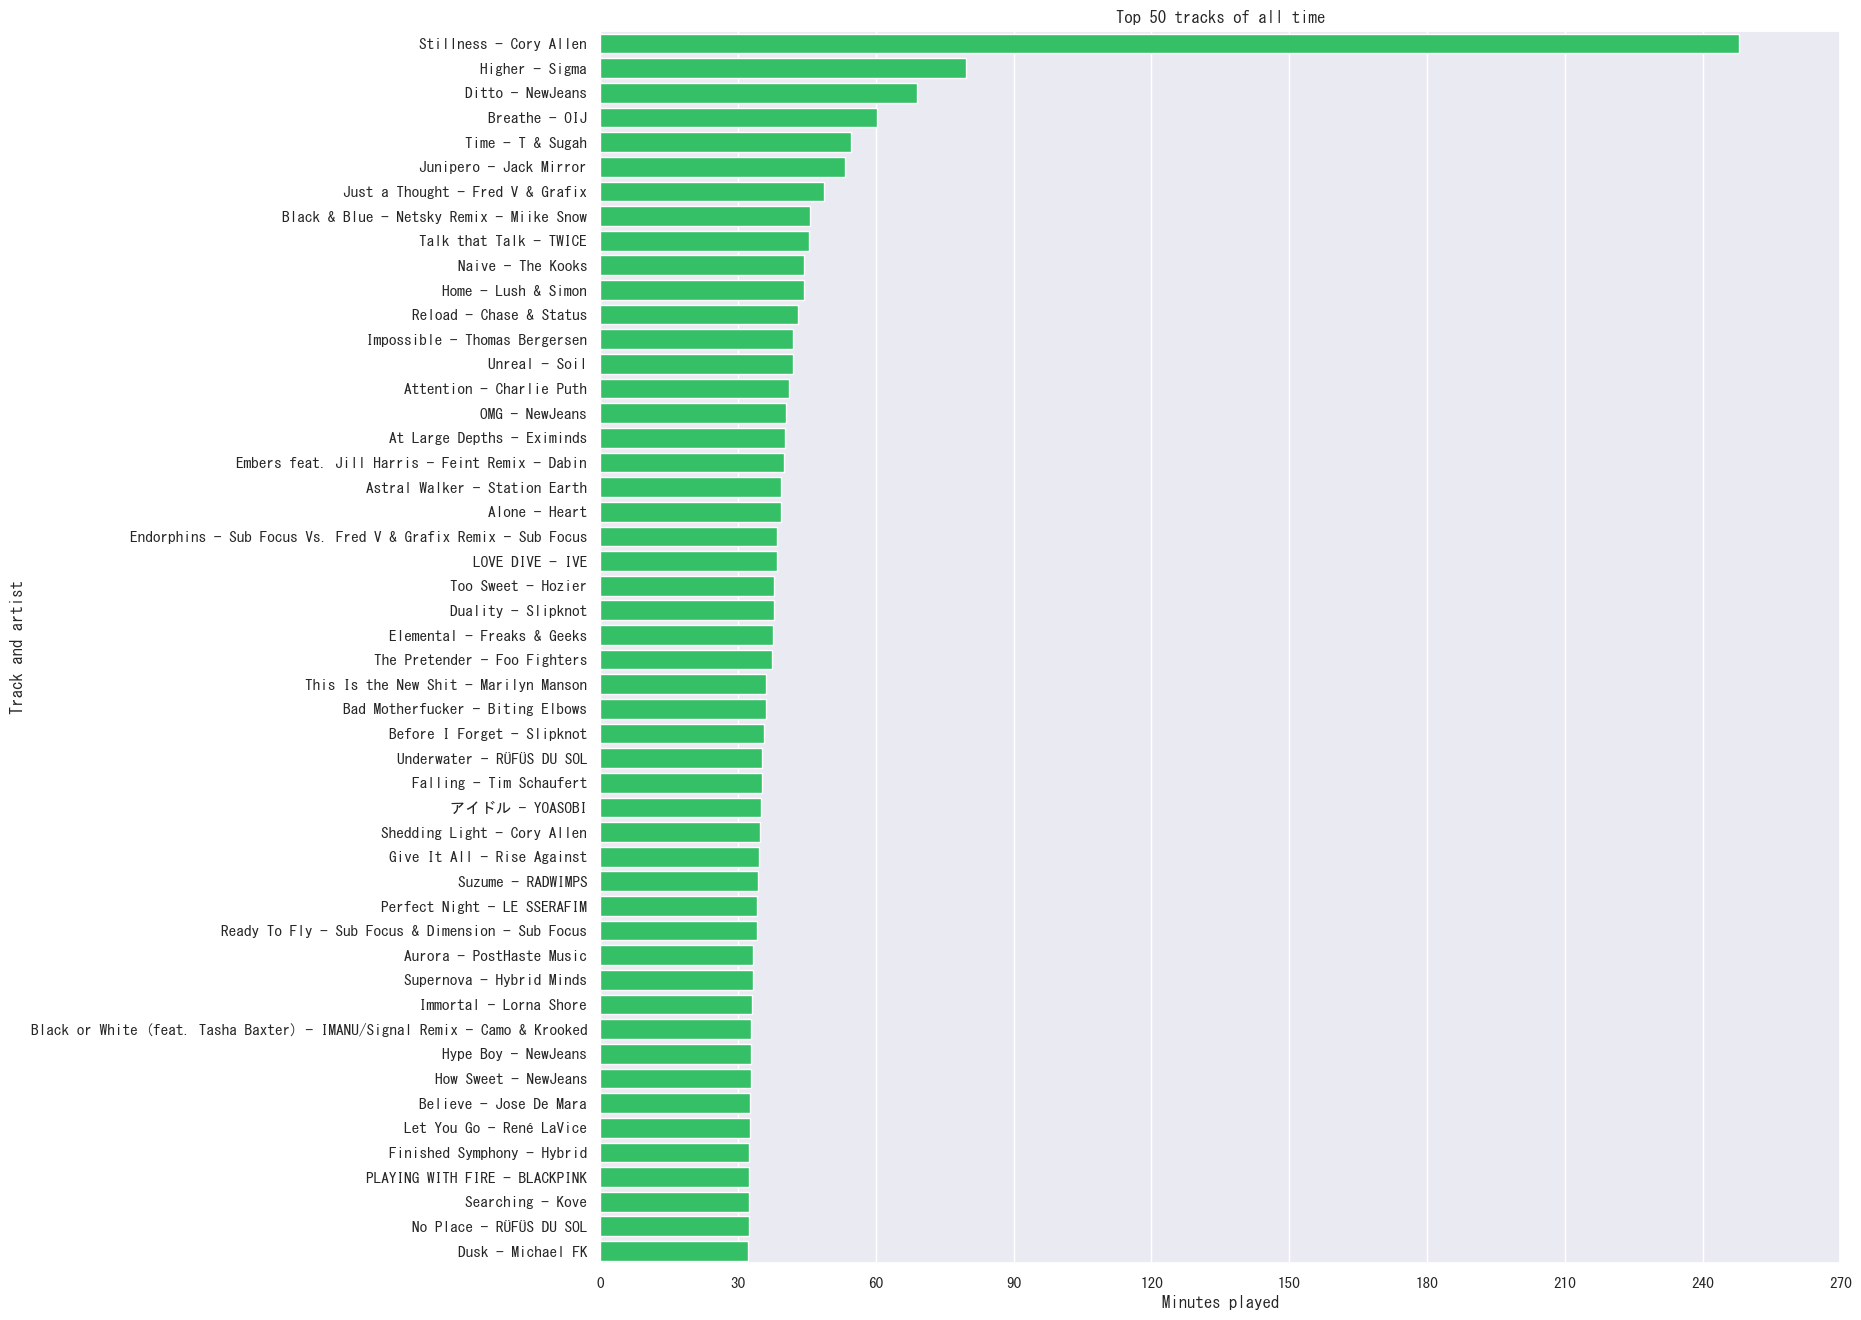 Top 50 tracks of all time
Stillness - Cory Allen
Higher - Sigma
Ditto - NewJeans
Breathe - OIJ
Time - T & Sugah
Junipero - Jack Mirror
Just a Thought - Fred V & Grafix
Black & Blue - Netsky Remix - Miike Snow
Talk that Talk - TWICE
Naive - The Kooks
Home - Lush & Simon
Reload - Chase & Status
Impossible - Thomas Bergersen
Unreal - Soil
Attention - Charlie Puth
OMG - NewJeans
At Large Depths - Eximinds
Embers feat. Jill Harris - Feint Remix - Dabin
Astral Walker - Station Earth
Alone - Heart
Endorphins - Sub Focus Vs. Fred V & Grafix Remix - Sub Focus
LOVE DIVE - IVE
Too Sweet - Hozier
Duality - Slipknot
Elemental - Freaks & Geeks
The Pretender - Foo Fighters
This Is the New Shit - Marilyn Manson
Bad Motherfucker - Biting Elbows
Before I Forget - Slipknot
Underwater - RÜFÜS DU SOL
Falling - Tim Schaufert
アイドル - YOASOBI
Shedding Light - Cory Allen
Give It All - Rise Against
Suzume - RADWIMPS
Perfect Night - LE SSERAFIM
Ready To Fly - Sub Focus & Dimension - Sub Focus
Aurora - PostHaste Music
Supernova - Hybrid Minds
Immortal - Lorna Shore
Black or White (feat. Tasha Baxter) - IMANU/Signal Remix - Camo & Krooked
Hype Boy - NewJeans
How Sweet - NewJeans
Believe - Jose De Mara
Let You Go - René LaVice
Finished Symphony - Hybrid
PLAYING WITH FIRE - BLACKPINK
Searching - Kove
No Place - RÜFÜS DU SOL
Dusk - Michael FK
Track and artist
0 30 60 90 120 150 180 210 240 270
Minutes played